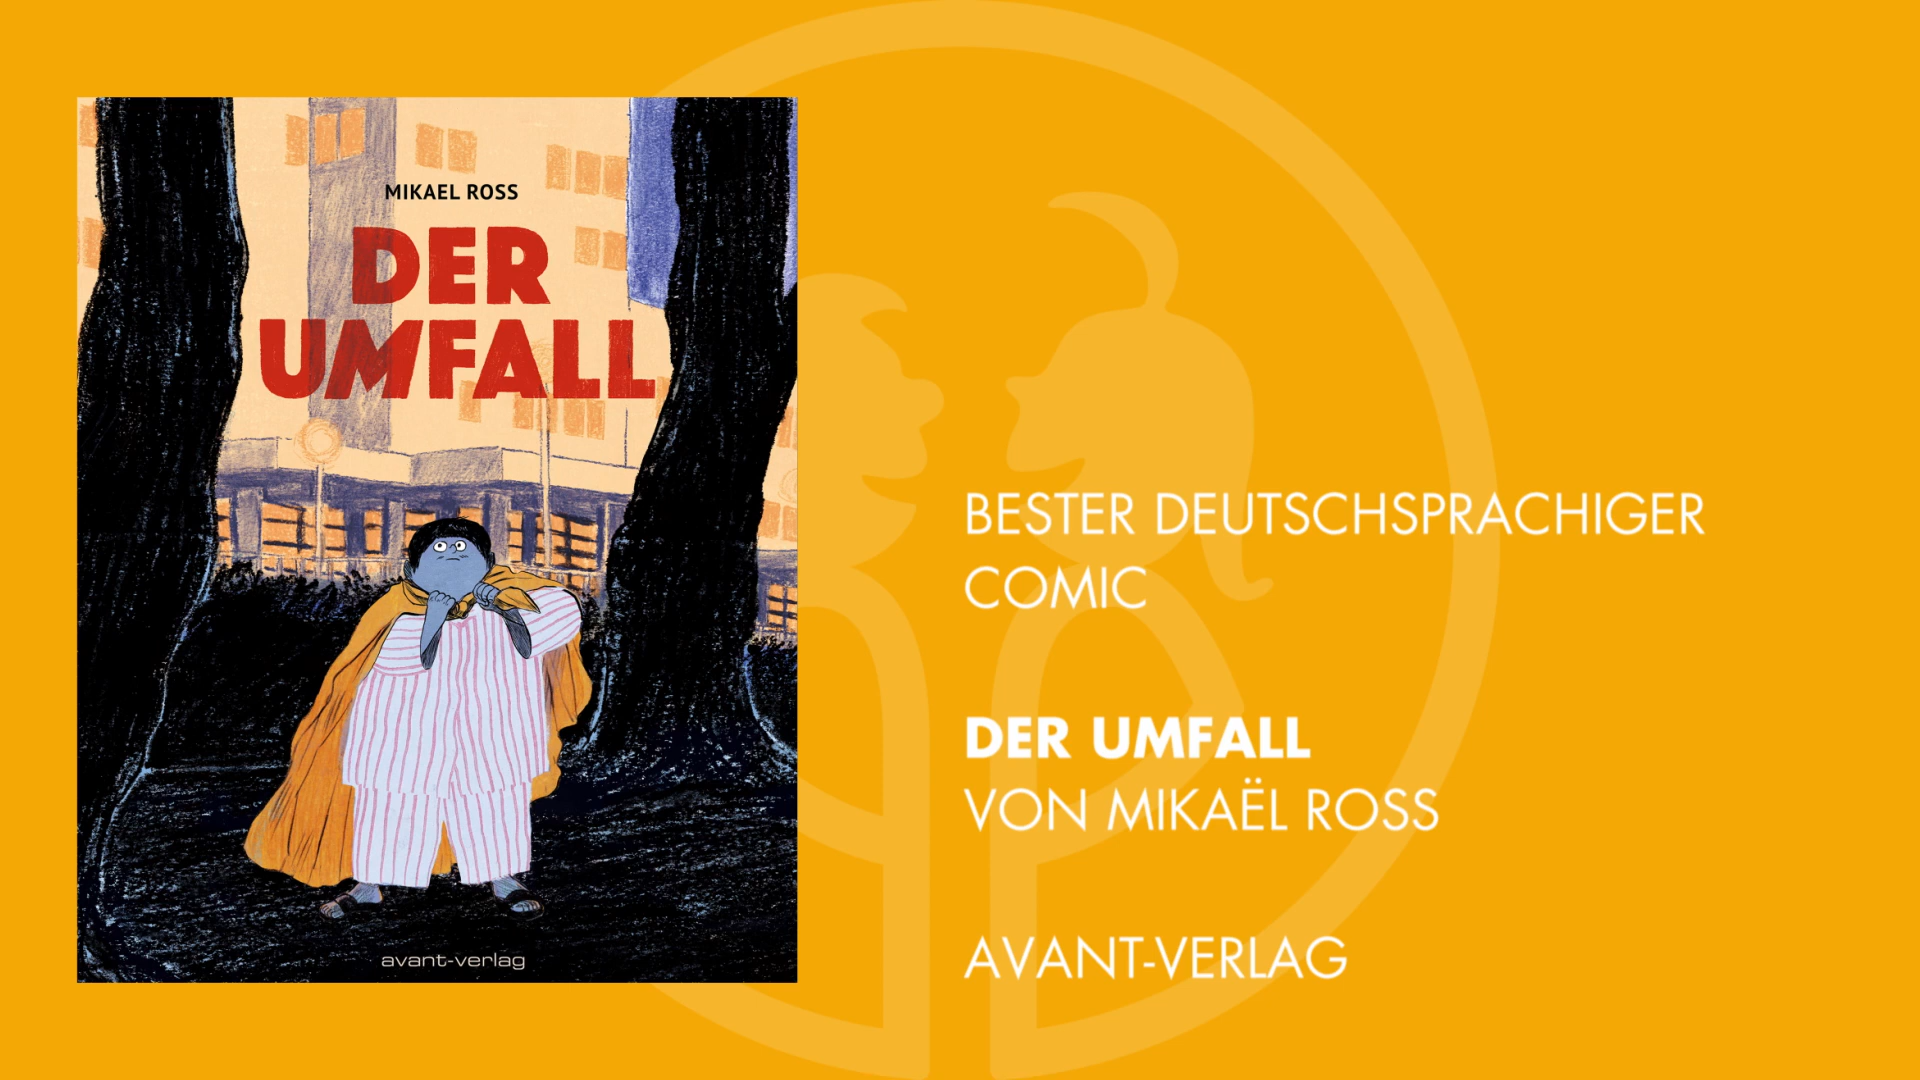 MIKAEL ROSS
DER
UMFALL
avant-verlag
BESTER DEUTSCHSPRACHIGER
COMIC
DER UMFALL
VON MIKAËL ROSS
AVANT-VERLAG